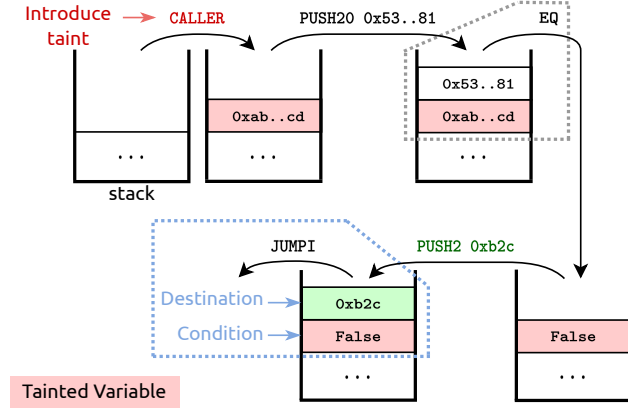 Introduce
taint
CALLER
PUSH20 0x53..81
EQ
0x53..81
0xab..cd
0xab..cd
...
...
...
stack
JUMPI
PUSH2 0xb2c
Destination
0xb2c
Condition
False
False
...
...
Tainted Variable